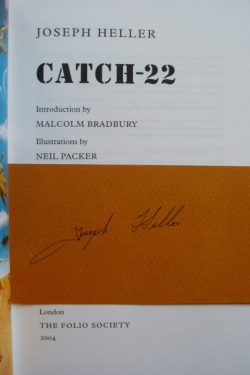 JOSEPH HELLER
CATCH-22
Introduction by
MALCOLM BRADBURY
Illustrations by
NEIL PACKER
Joseph Heller
London
THE FOLIO SOCIETY
2004